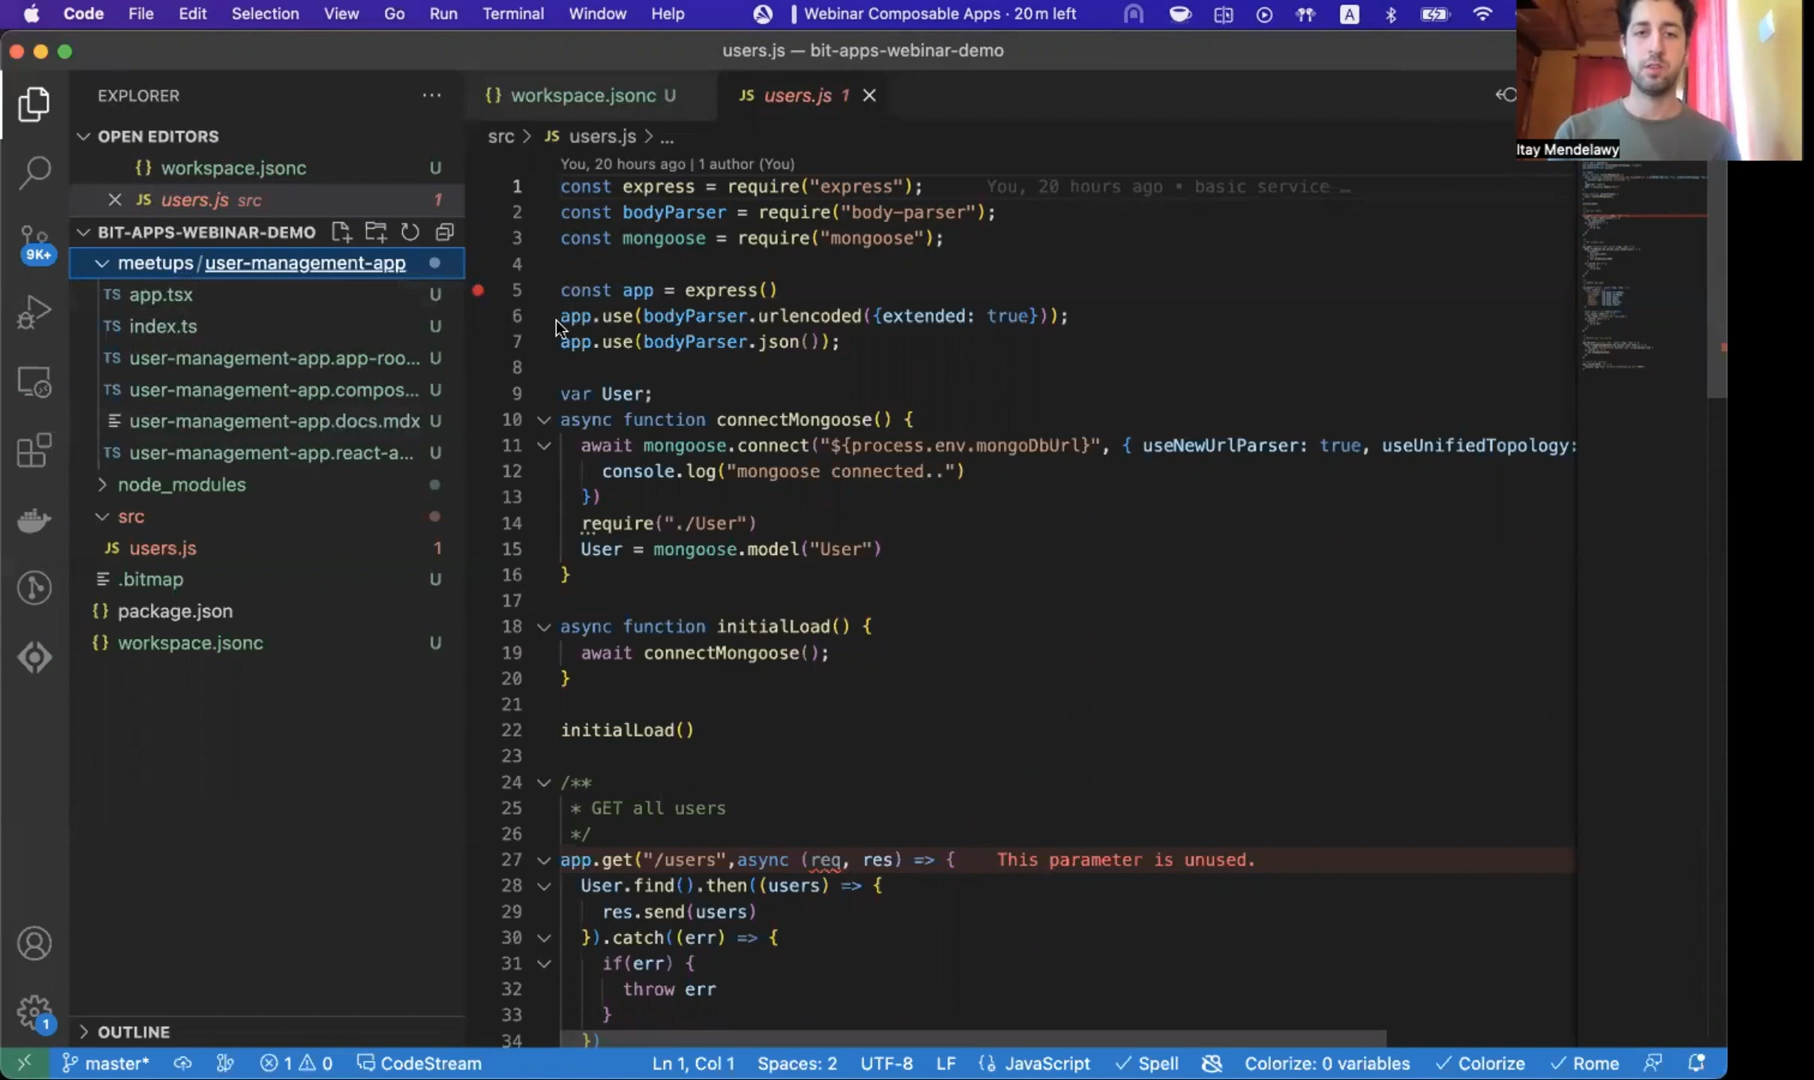 Code File Edit Selection View Go Run Terminal Window Help Webinar Composable Apps · 20 m left A
users.js — bit-apps-webinar-demo
EXPLORER ...
OPEN EDITORS
{} workspace.jsonc U
JS users.js src 1
BIT-APPS-WEBINAR-DEMO
9K+
meetups / user-management-app
TS app.tsx U
TS index.ts U
TS user-management-app.app-roo... U
TS user-management-app.compos... U
user-management-app.docs.mdx U
TS user-management-app.react-a... U
node_modules
src
JS users.js 1
.bitmap U
{} package.json
{} workspace.jsonc U
1
OUTLINE
{} workspace.jsonc U JS users.js 1
Itay Mendelawy
src > JS users.js > ...
You, 20 hours ago | 1 author (You)
1 const express = require("express"); You, 20 hours ago • basic service …
2 const bodyParser = require("body-parser");
3 const mongoose = require("mongoose");
4
5 const app = express()
6 app.use(bodyParser.urlencoded({extended: true}));
7 app.use(bodyParser.json());
8
9 var User;
10 async function connectMongoose() {
11 await mongoose.connect("${process.env.mongoDbUrl}", { useNewUrlParser: true, useUnifiedTopology:
12 console.log("mongoose connected..")
13 })
14 require("./User")
15 User = mongoose.model("User")
16 }
17
18 async function initialLoad() {
19 await connectMongoose();
20 }
21
22 initialLoad()
23
24 /**
25 * GET all users
26 */
27 app.get("/users",async (req, res) => { This parameter is unused.
28 User.find().then((users) => {
29 res.send(users)
30 }).catch((err) => {
31 if(err) {
32 throw err
33 }
34 })
master* 1 0 CodeStream Ln 1, Col 1 Spaces: 2 UTF-8 LF {} JavaScript Spell Colorize: 0 variables Colorize Rome